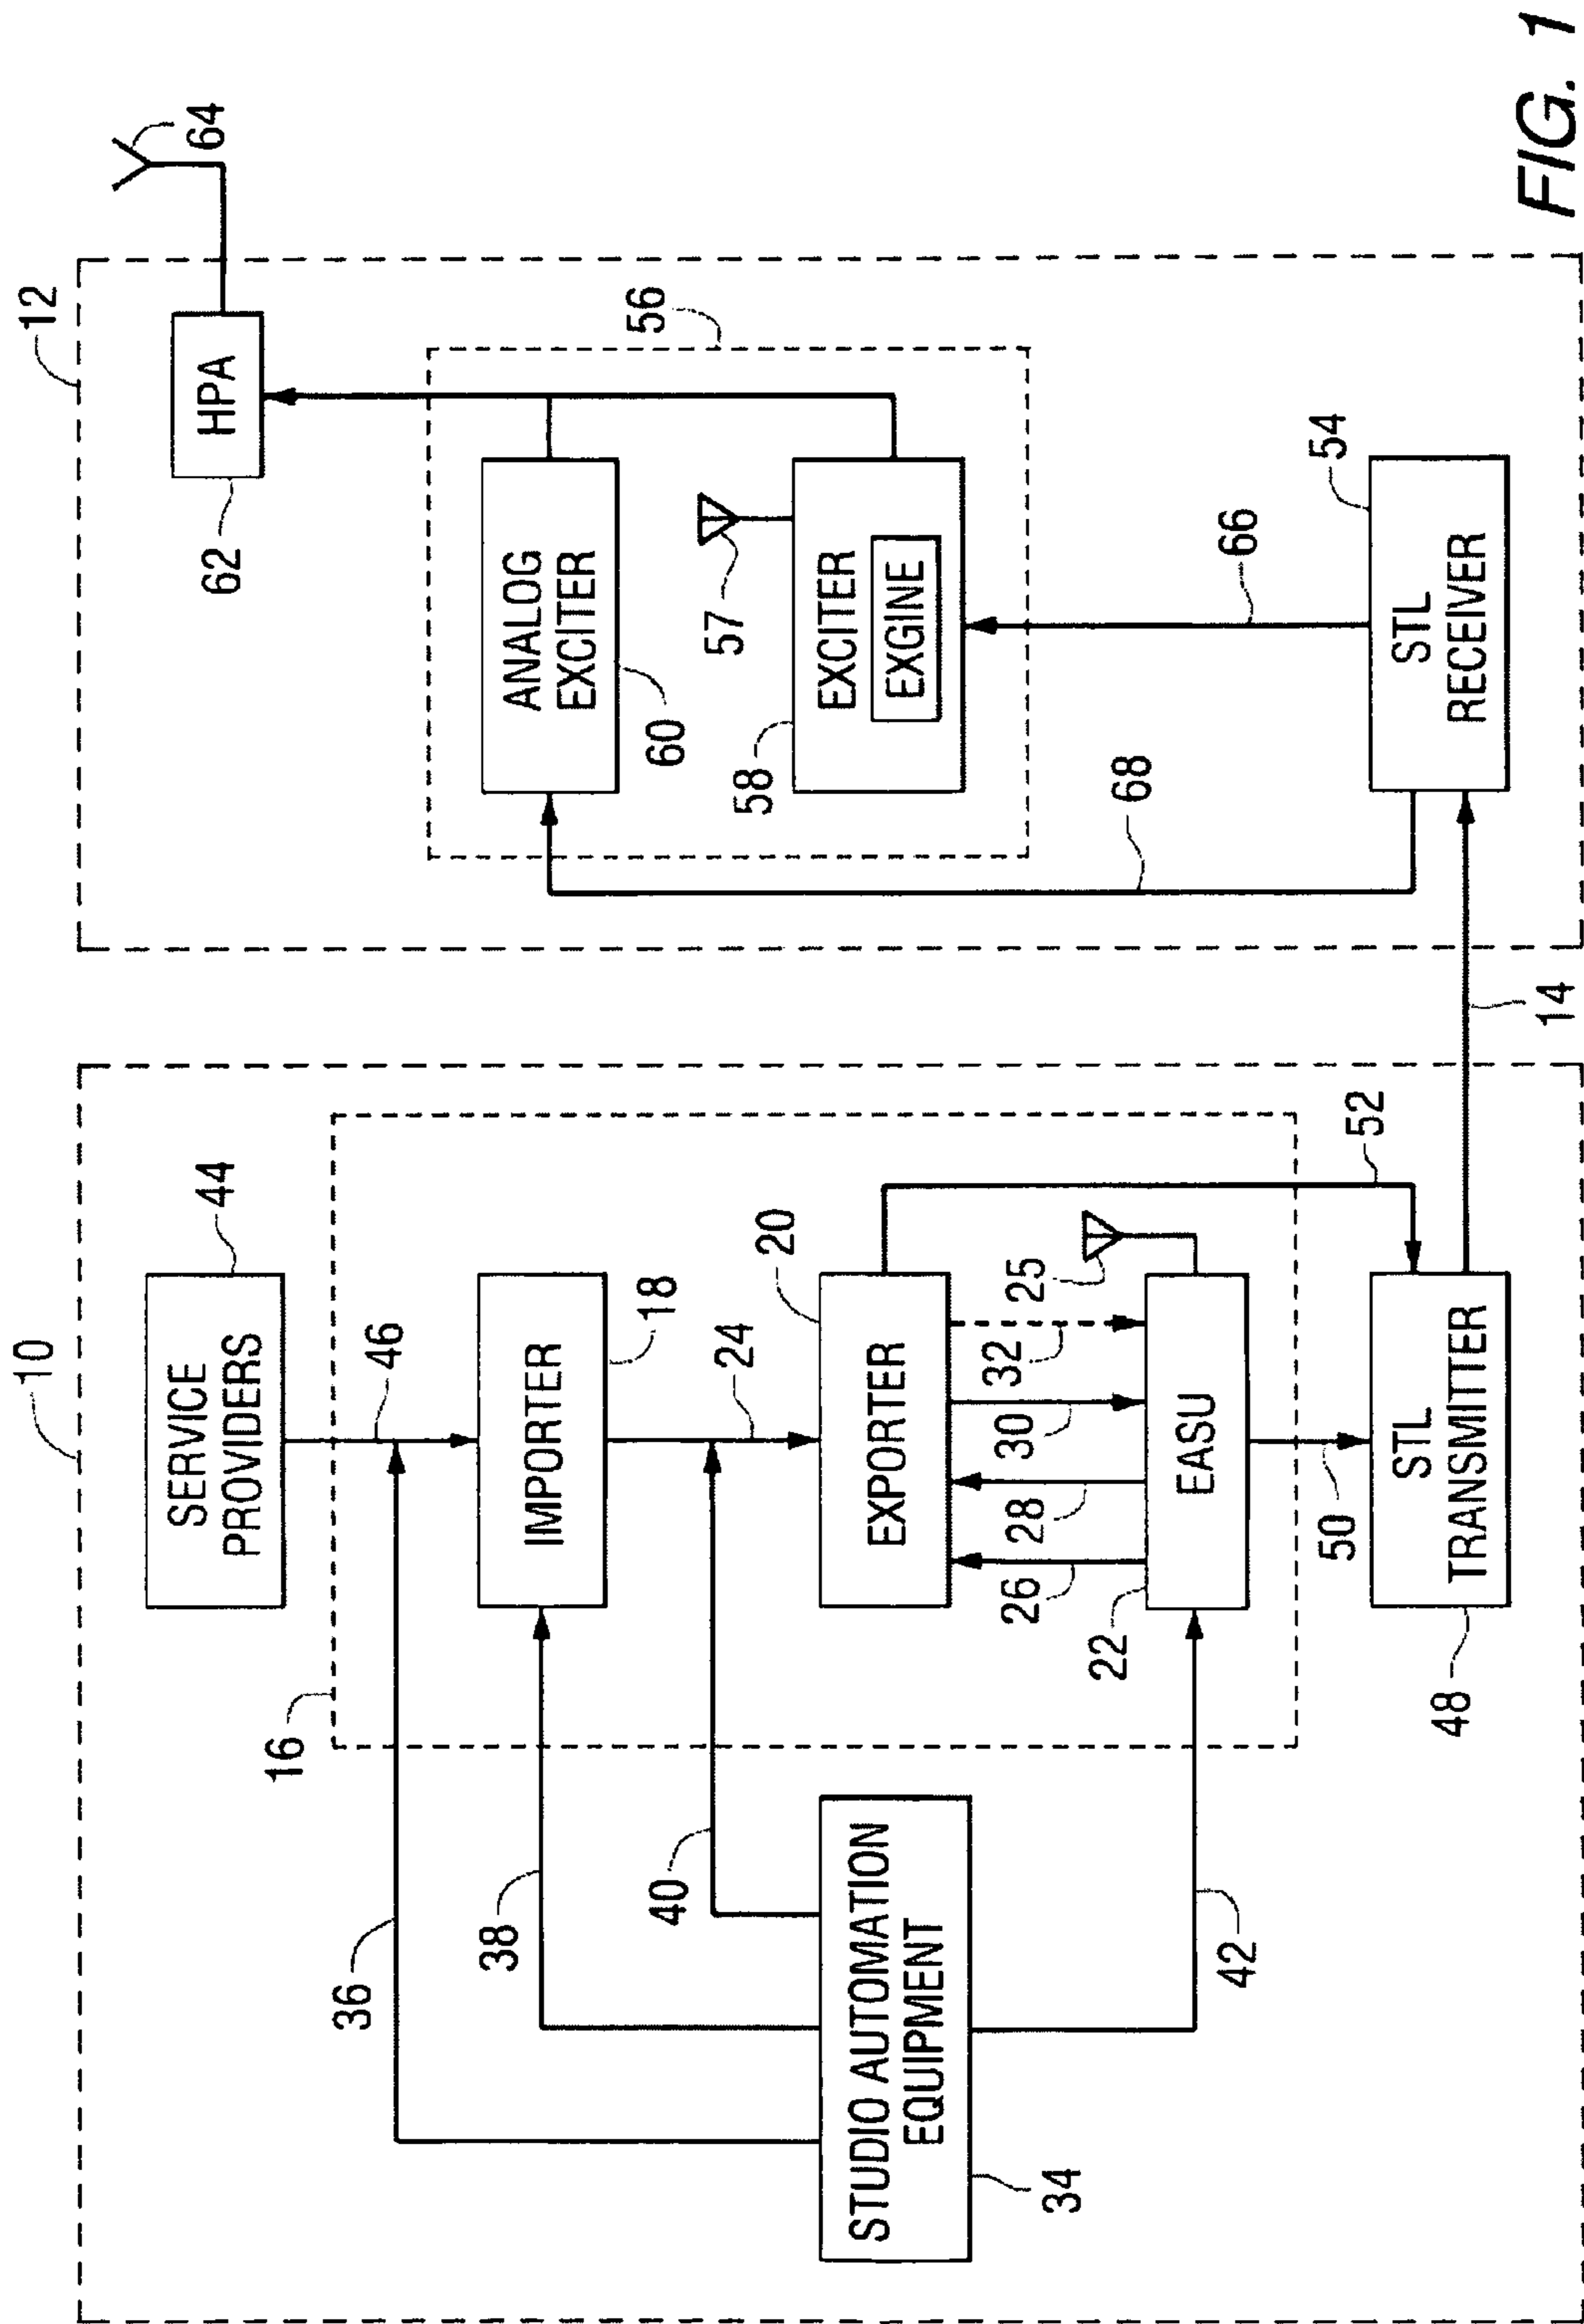 10
12
SERVICE
PROVIDERS
44
HPA
62
64
16
36
46
IMPORTER
18
38
ANALOG
EXCITER
60
56
57
EXCITER
EXGINE
58
40
24
EXPORTER
20
STUDIO AUTOMATION
EQUIPMENT
34
26
28
30
32
25
22
EASU
52
68
66
42
50
STL
TRANSMITTER
48
14
STL
RECEIVER
54
FIG. 1